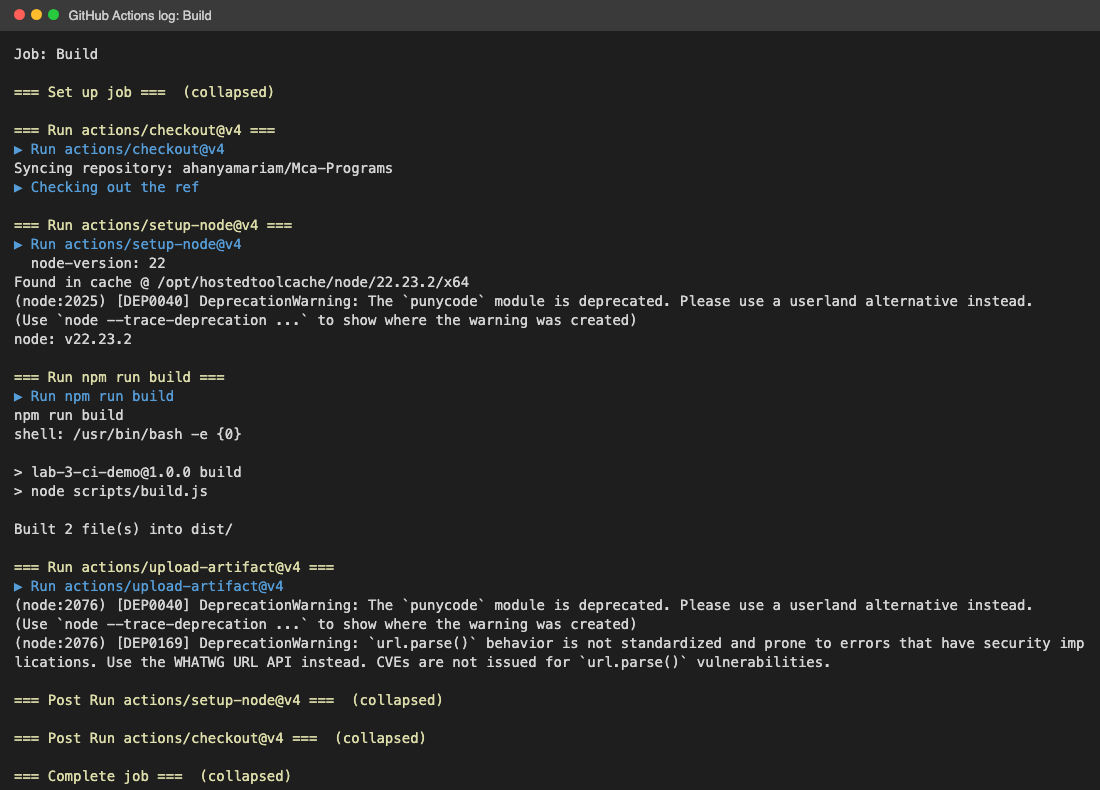 GitHub Actions log: Build
Job: Build
=== Set up job ===  (collapsed)
=== Run actions/checkout@v4 ===
▶ Run actions/checkout@v4
Syncing repository: ahanyamariam/Mca-Programs
▶ Checking out the ref
=== Run actions/setup-node@v4 ===
▶ Run actions/setup-node@v4
  node-version: 22
Found in cache @ /opt/hostedtoolcache/node/22.23.2/x64
(node:2025) [DEP0040] DeprecationWarning: The `punycode` module is deprecated. Please use a userland alternative instead.
(Use `node --trace-deprecation ...` to show where the warning was created)
node: v22.23.2
=== Run npm run build ===
▶ Run npm run build
npm run build
shell: /usr/bin/bash -e {0}
> lab-3-ci-demo@1.0.0 build
> node scripts/build.js
Built 2 file(s) into dist/
=== Run actions/upload-artifact@v4 ===
▶ Run actions/upload-artifact@v4
(node:2076) [DEP0040] DeprecationWarning: The `punycode` module is deprecated. Please use a userland alternative instead.
(Use `node --trace-deprecation ...` to show where the warning was created)
(node:2076) [DEP0169] DeprecationWarning: `url.parse()` behavior is not standardized and prone to errors that have security imp
lications. Use the WHATWG URL API instead. CVEs are not issued for `url.parse()` vulnerabilities.
=== Post Run actions/setup-node@v4 ===  (collapsed)
=== Post Run actions/checkout@v4 ===  (collapsed)
=== Complete job ===  (collapsed)